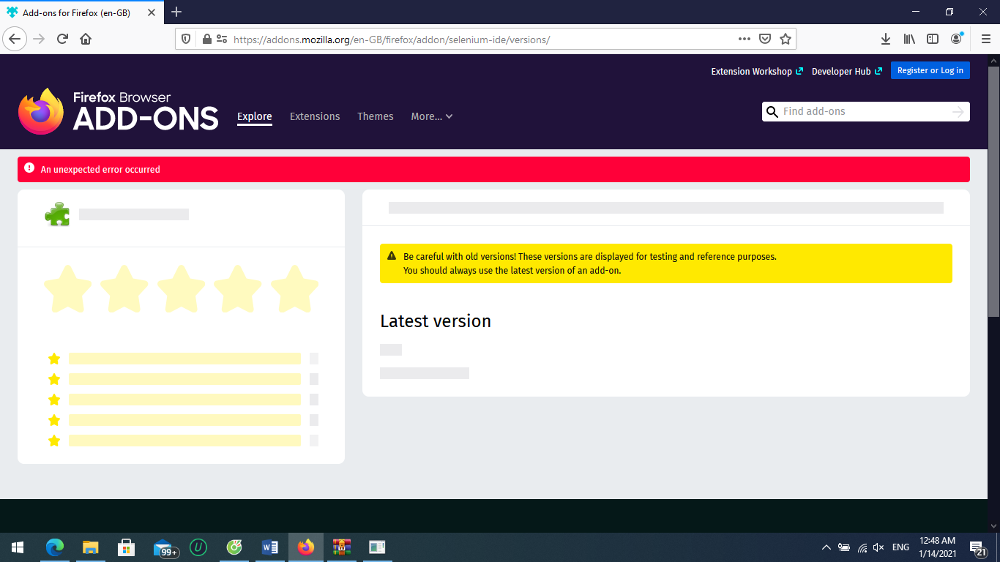 Add-ons for Firefox (en-GB)
https://addons.mozilla.org/en-GB/firefox/addon/selenium-ide/versions/
Extension Workshop
Developer Hub
Register or Log in
Firefox Browser
ADD-ONS
Explore
Extensions
Themes
More...
Find add-ons
An unexpected error occurred
Be careful with old versions! These versions are displayed for testing and reference purposes.
You should always use the latest version of an add-on.
Latest version
99+
U
W
ENG
12:48 AM
1/14/2021
21